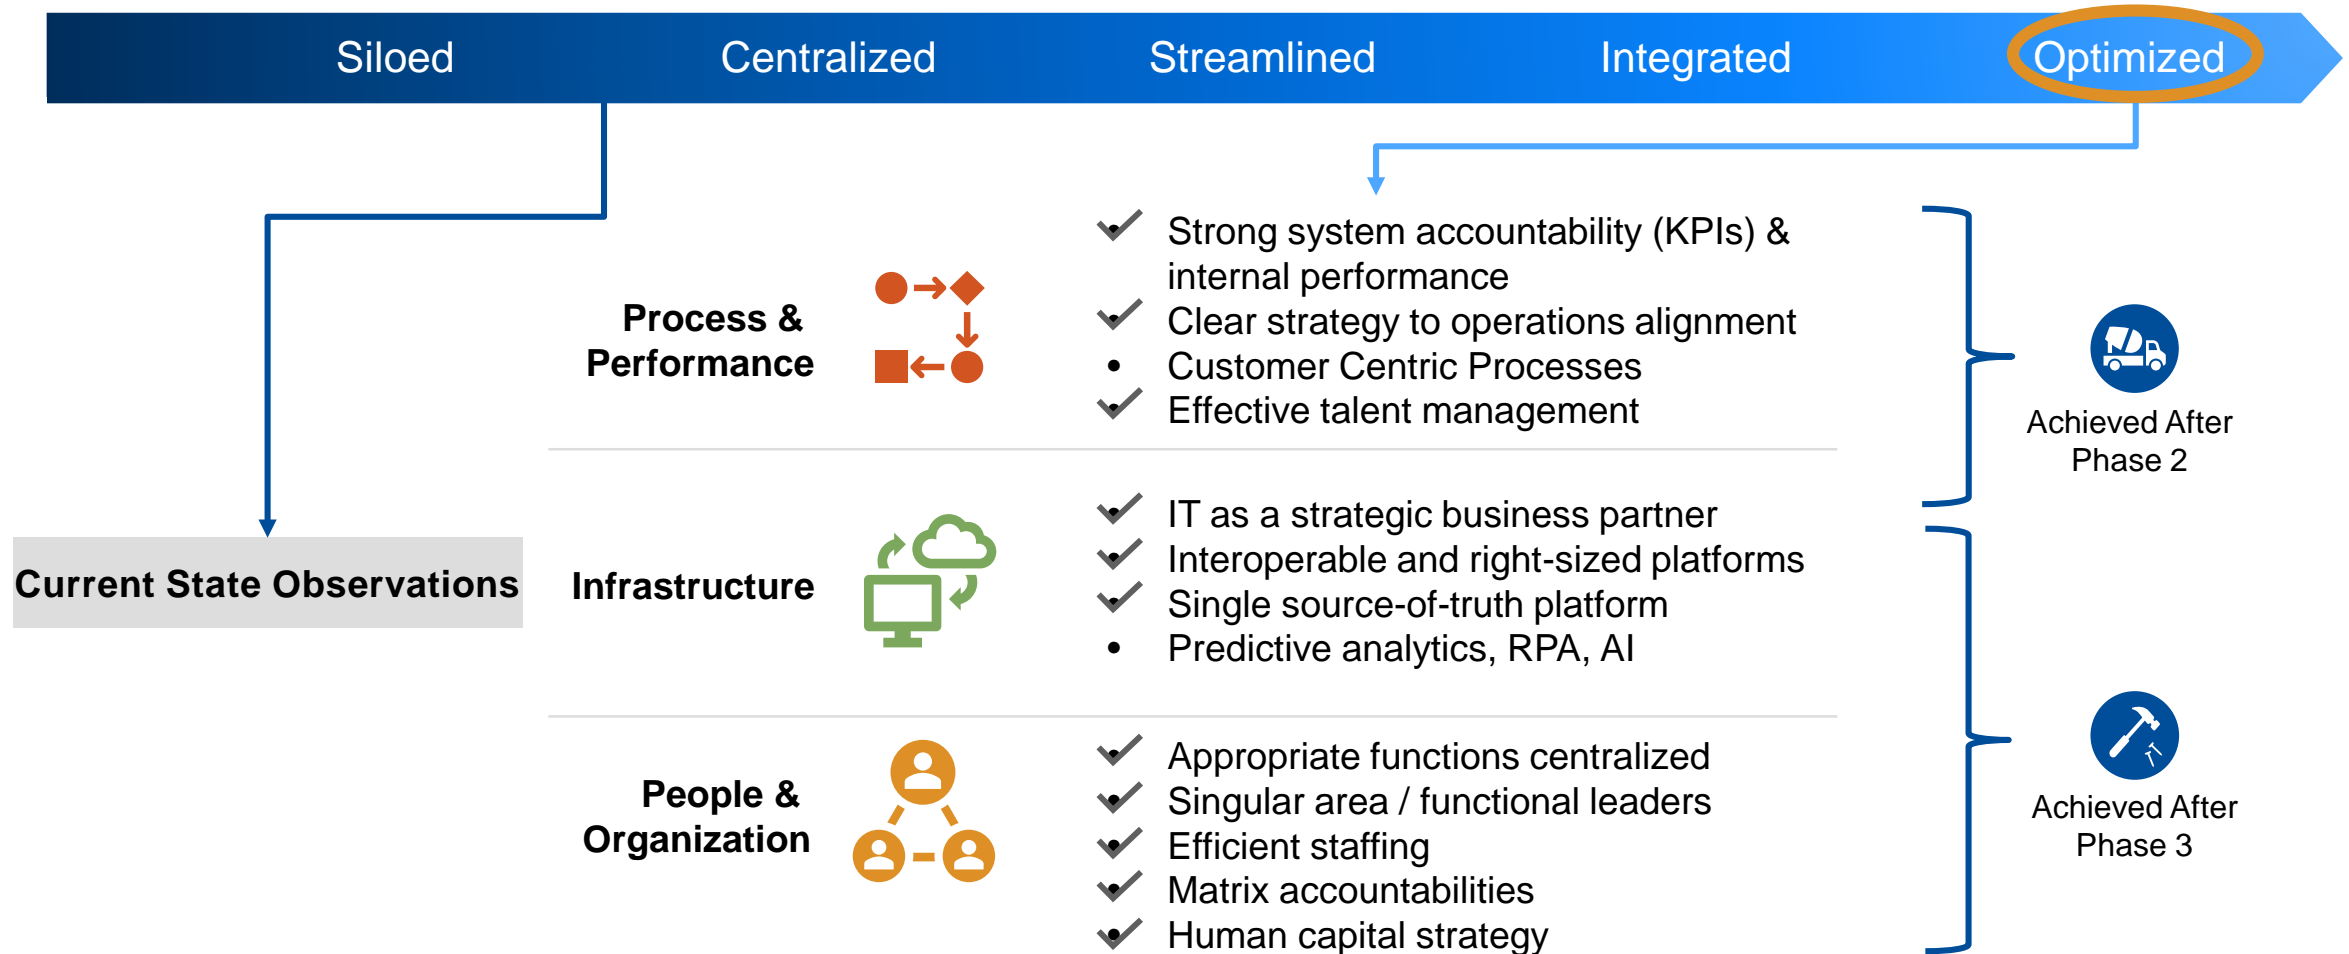 Siloed
Centralized
Streamlined
Integrated
Optimized
Current State Observations
Process &
Performance
Strong system accountability (KPIs) &
internal performance
Clear strategy to operations alignment
Customer Centric Processes
Effective talent management
Achieved After
Phase 2
Infrastructure
IT as a strategic business partner
Interoperable and right-sized platforms
Single source-of-truth platform
Predictive analytics, RPA, AI
People &
Organization
Appropriate functions centralized
Singular area / functional leaders
Efficient staffing
Matrix accountabilities
Human capital strategy
Achieved After
Phase 3